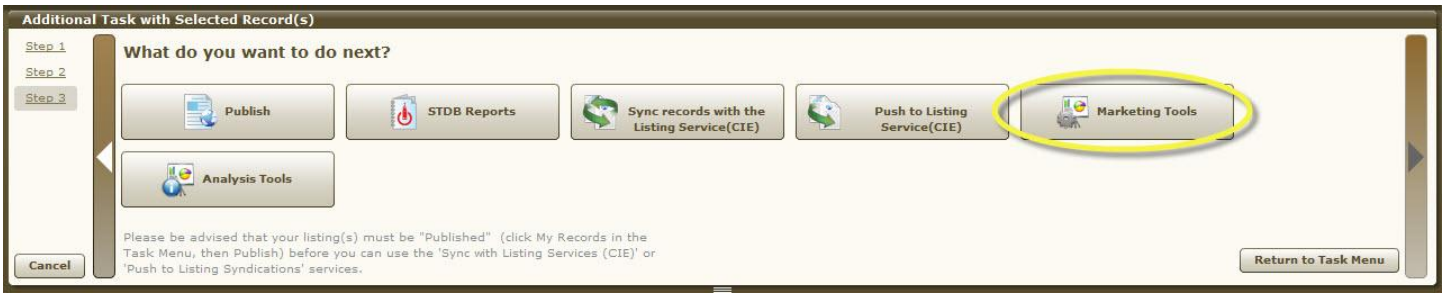 Additional Task with Selected Record(s)
Step 1
Step 2
Step 3
What do you want to do next?
Publish
STDB Reports
Sync records with the
Listing Service(CIE)
Push to Listing
Service(CIE)
Marketing Tools
Analysis Tools
Please be advised that your listing(s) must be "Published" (click My Records in the
Task Menu, then Publish) before you can use the 'Sync with Listing Services (CIE)' or
'Push to Listing Syndications' services.
Cancel
Return to Task Menu